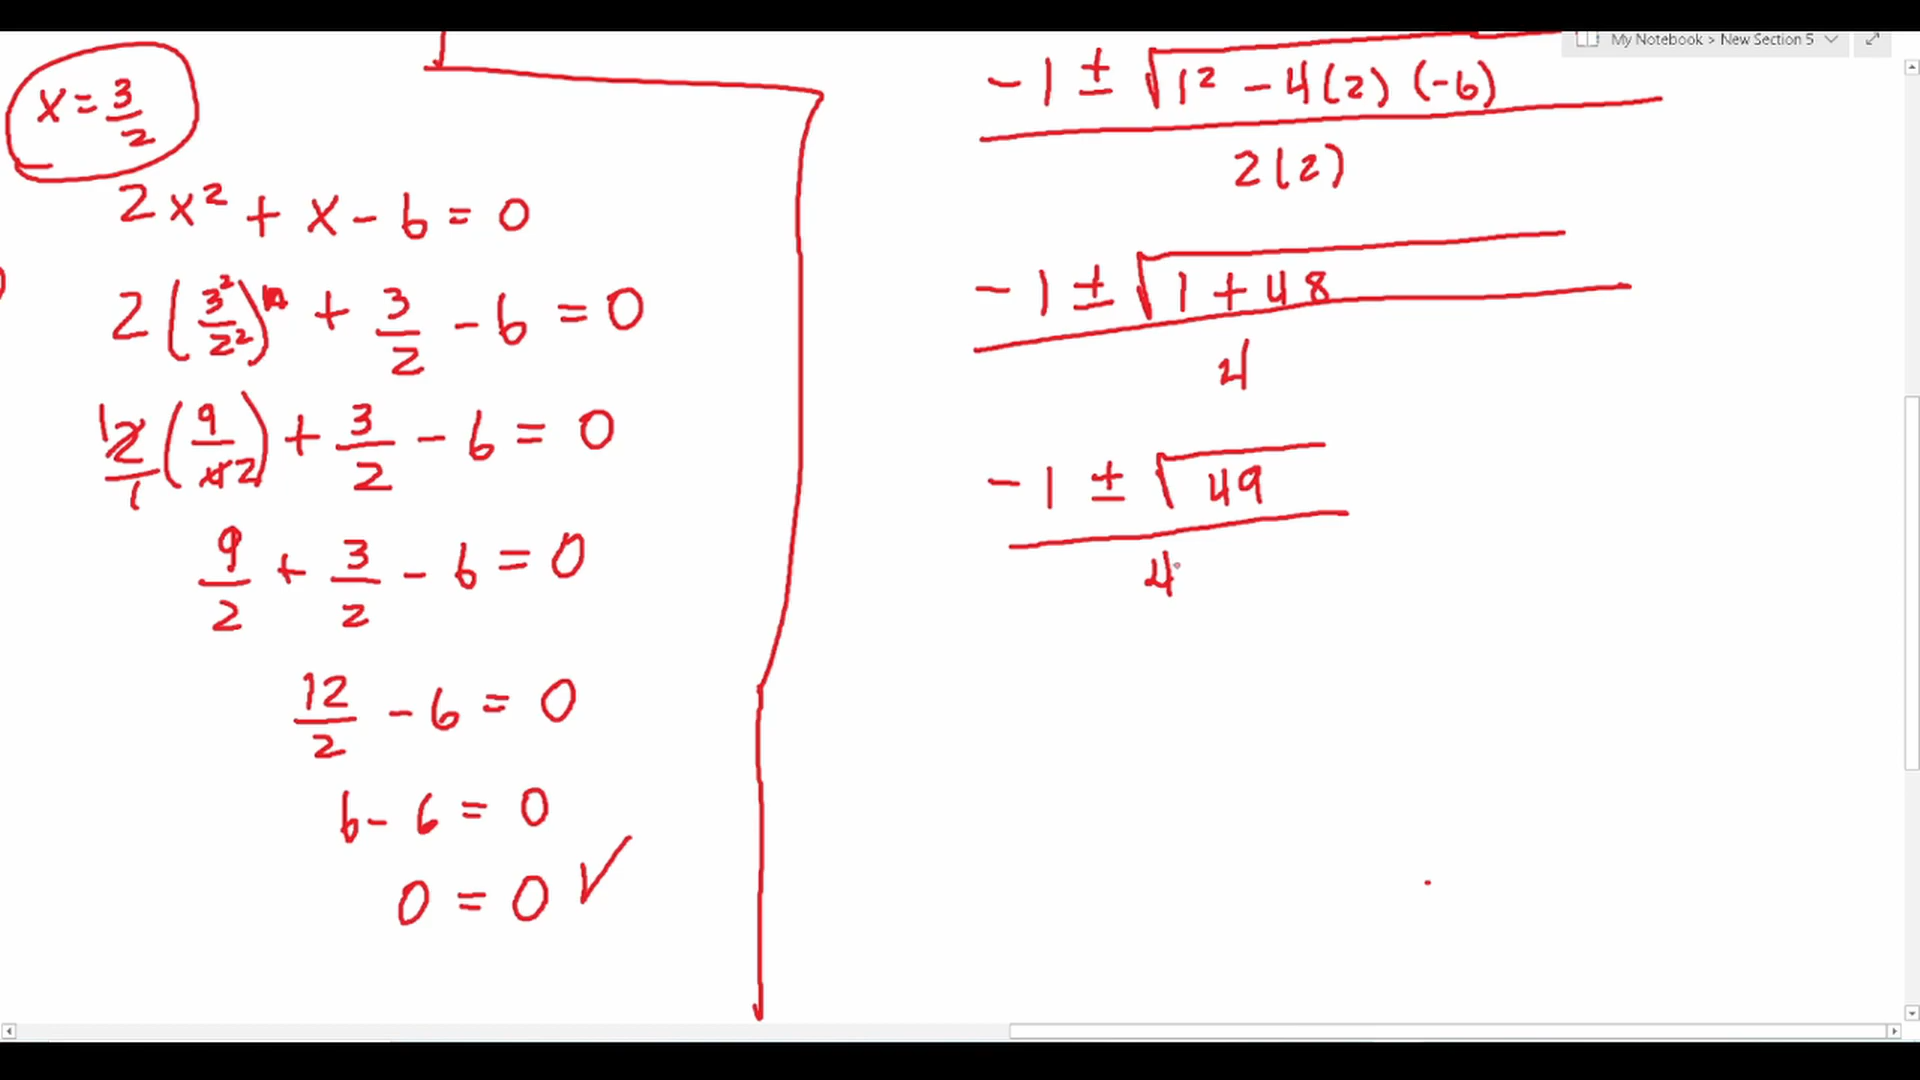 My Notebook > New Section 5
x = 3/2
2x² + x - 6 = 0
2(3²/2²) + 3/2 - 6 = 0
1 2/1 (9/4 2) + 3/2 - 6 = 0
9/2 + 3/2 - 6 = 0
12/2 - 6 = 0
6 - 6 = 0
0 = 0 ✓
-1 ± √(1² - 4(2)(-6))
2(2)
-1 ± √(1 + 48)
4
-1 ± √49
4